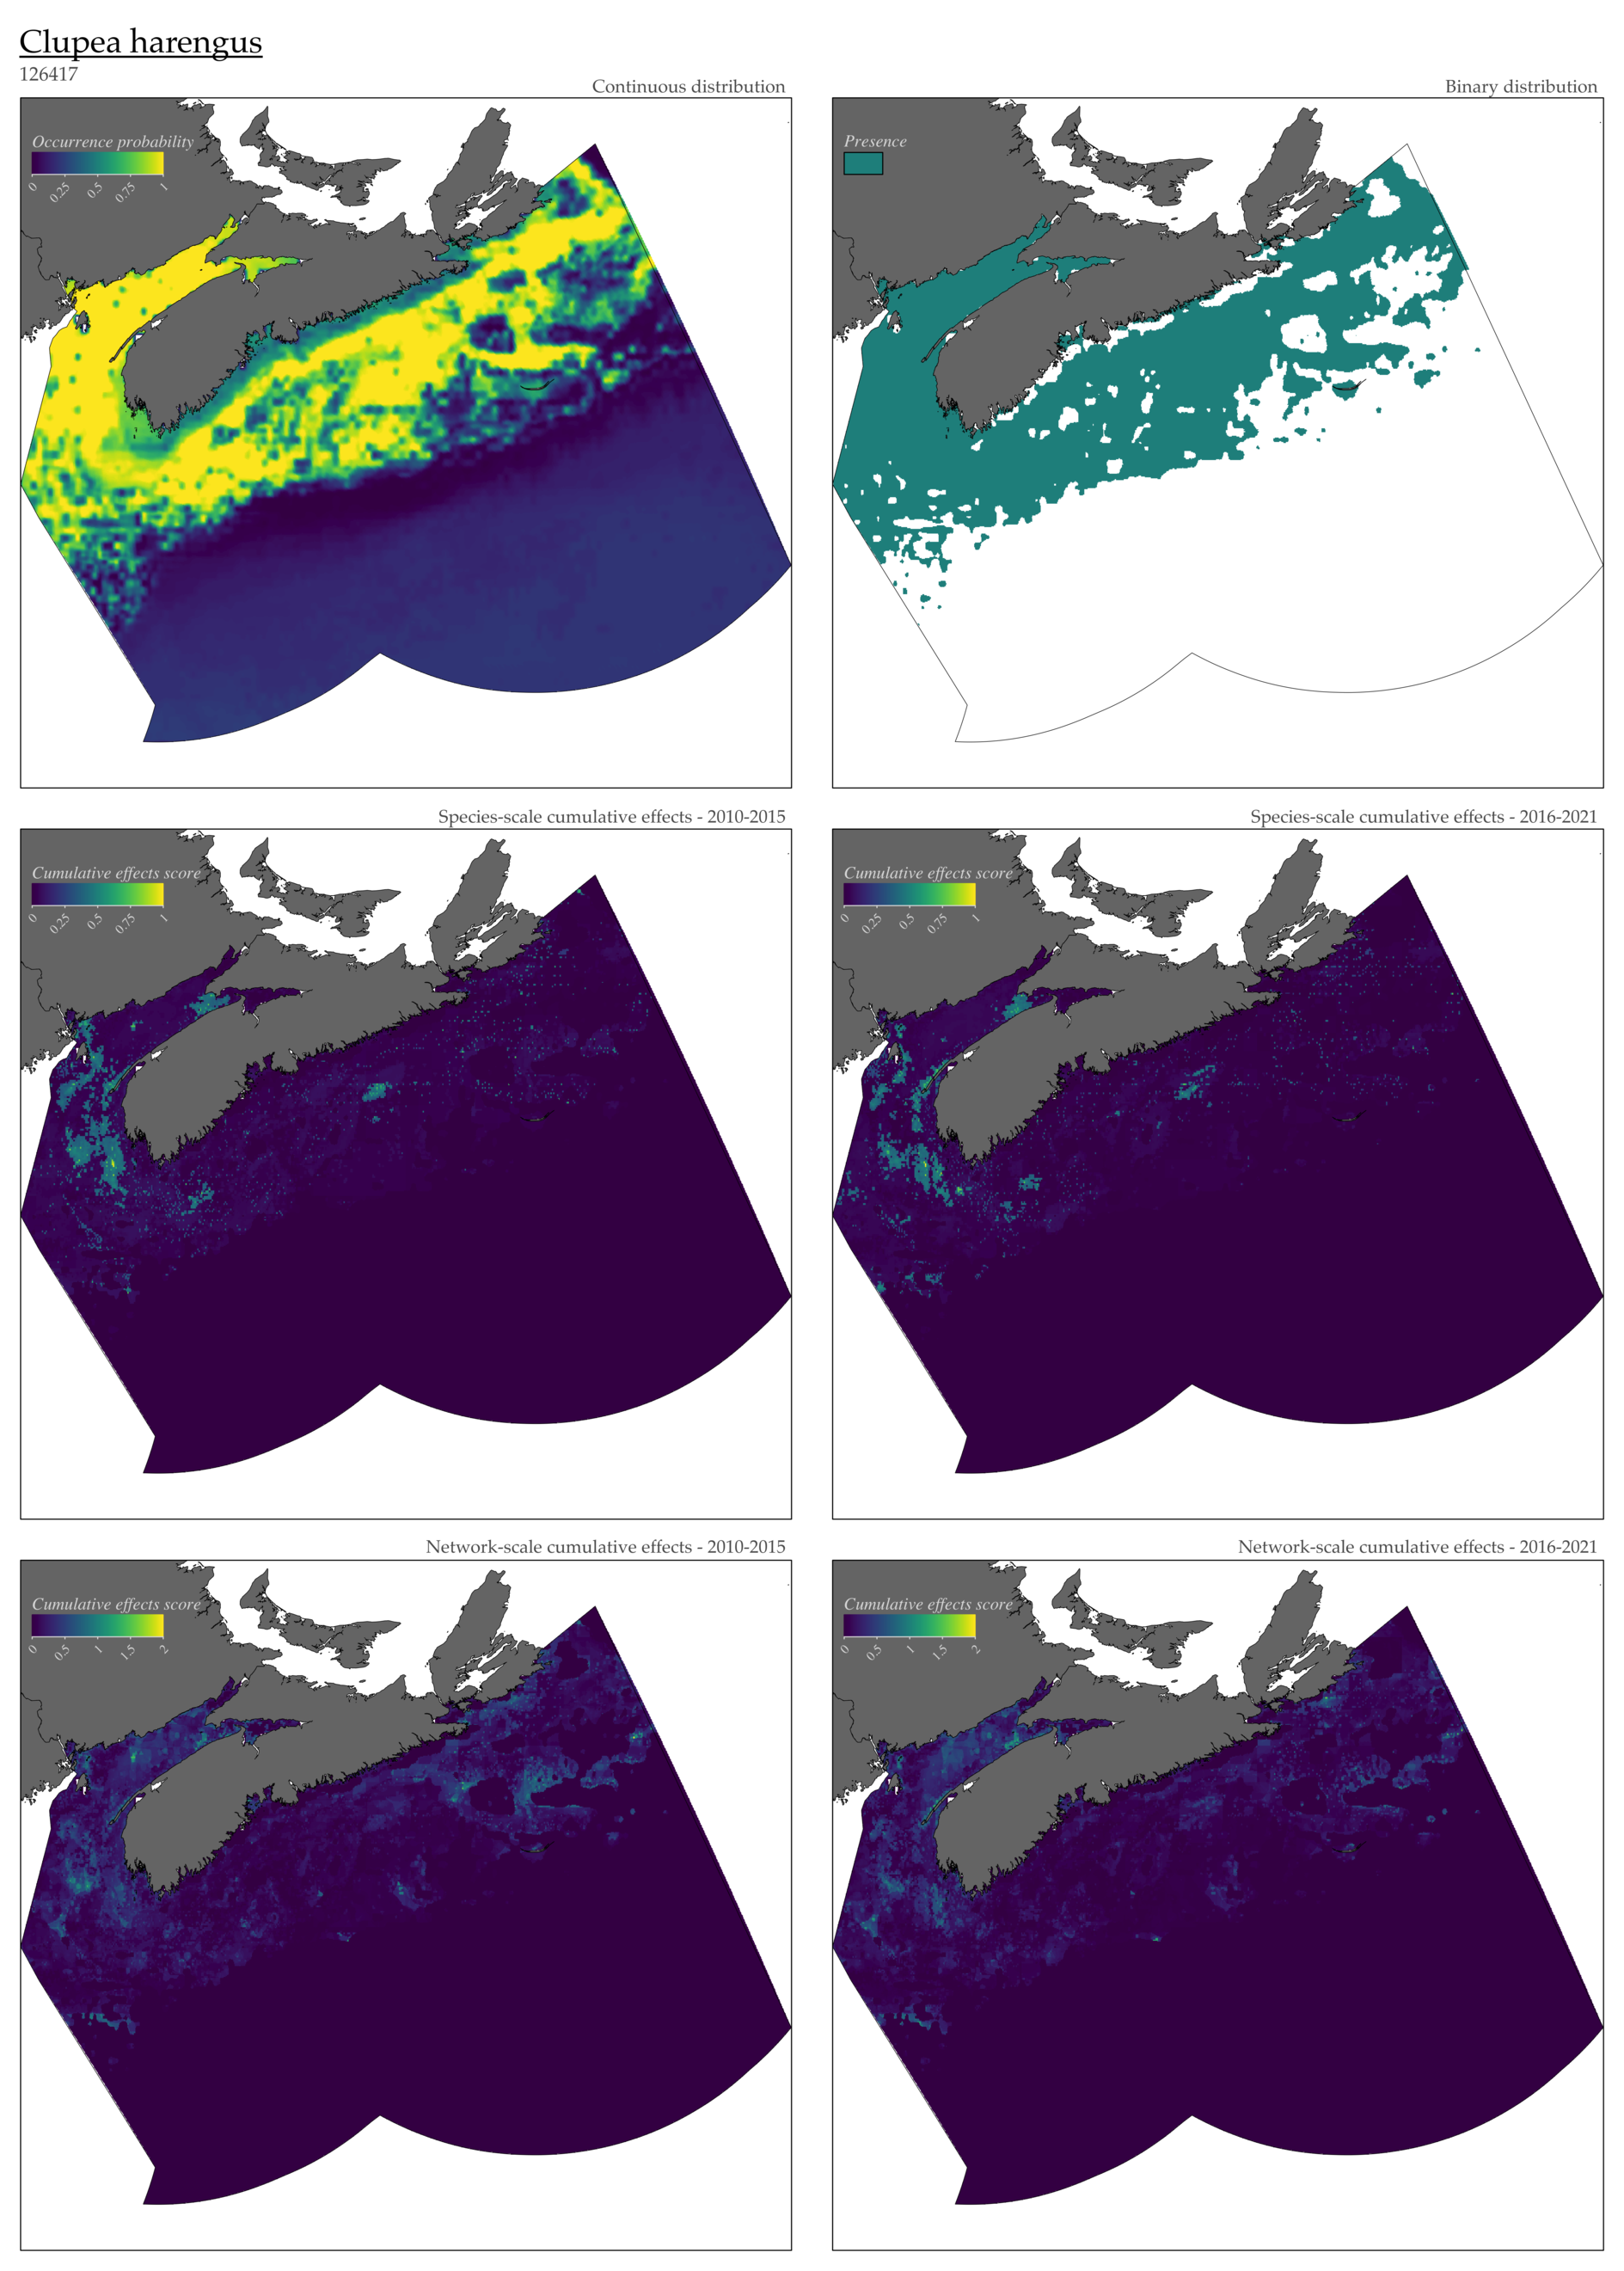 Clupea harengus
126417
Continuous distribution
Binary distribution
Occurrence probability
0 0.25 0.5 0.75 1
Presence
Species-scale cumulative effects - 2010-2015
Species-scale cumulative effects - 2016-2021
Cumulative effects score
0 0.25 0.5 0.75 1
Cumulative effects score
0 0.25 0.5 0.75 1
Network-scale cumulative effects - 2010-2015
Network-scale cumulative effects - 2016-2021
Cumulative effects score
0 0.5 1 1.5 2
Cumulative effects score
0 0.5 1 1.5 2